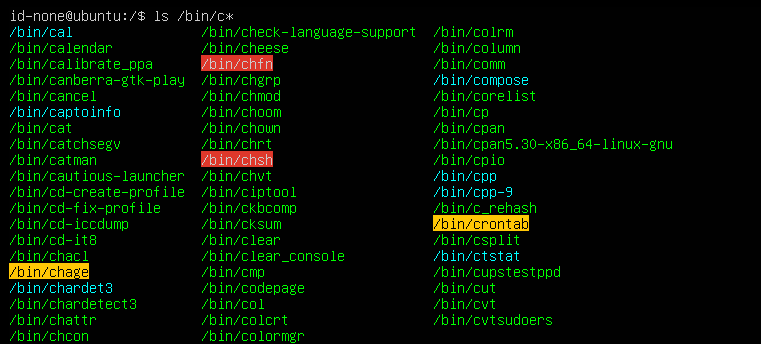 id-none@ubuntu:/$ ls /bin/c*
/bin/cal /bin/check-language-support /bin/colrm
/bin/calendar /bin/cheese /bin/column
/bin/calibrate_ppa /bin/chfn /bin/comm
/bin/canberra-gtk-play /bin/chgrp /bin/compose
/bin/cancel /bin/chmod /bin/corelist
/bin/captoinfo /bin/choom /bin/cp
/bin/cat /bin/chown /bin/cpan
/bin/catchsegv /bin/chrt /bin/cpan5.30-x86_64-linux-gnu
/bin/catman /bin/chsh /bin/cpio
/bin/cautious-launcher /bin/chvt /bin/cpp
/bin/cd-create-profile /bin/ciptool /bin/cpp-9
/bin/cd-fix-profile /bin/ckbcomp /bin/c_rehash
/bin/cd-iccdump /bin/cksum /bin/crontab
/bin/cd-it8 /bin/clear /bin/csplit
/bin/chacl /bin/clear_console /bin/ctstat
/bin/chage /bin/cmp /bin/cupstestppd
/bin/chardet3 /bin/codepage /bin/cut
/bin/chardetect3 /bin/col /bin/cvt
/bin/chattr /bin/colcrt /bin/cvtsudoers
/bin/chcon /bin/colormgr